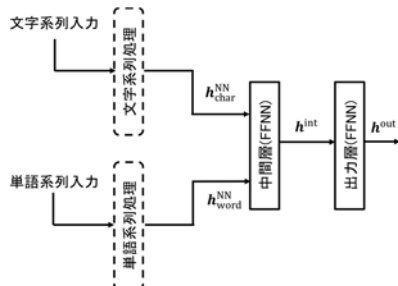 文字系列入力
文字系列処理
h^NN_char
単語系列入力
単語系列処理
h^NN_word
中間層(FFNN)
h^int
出力層(FFNN)
h^out